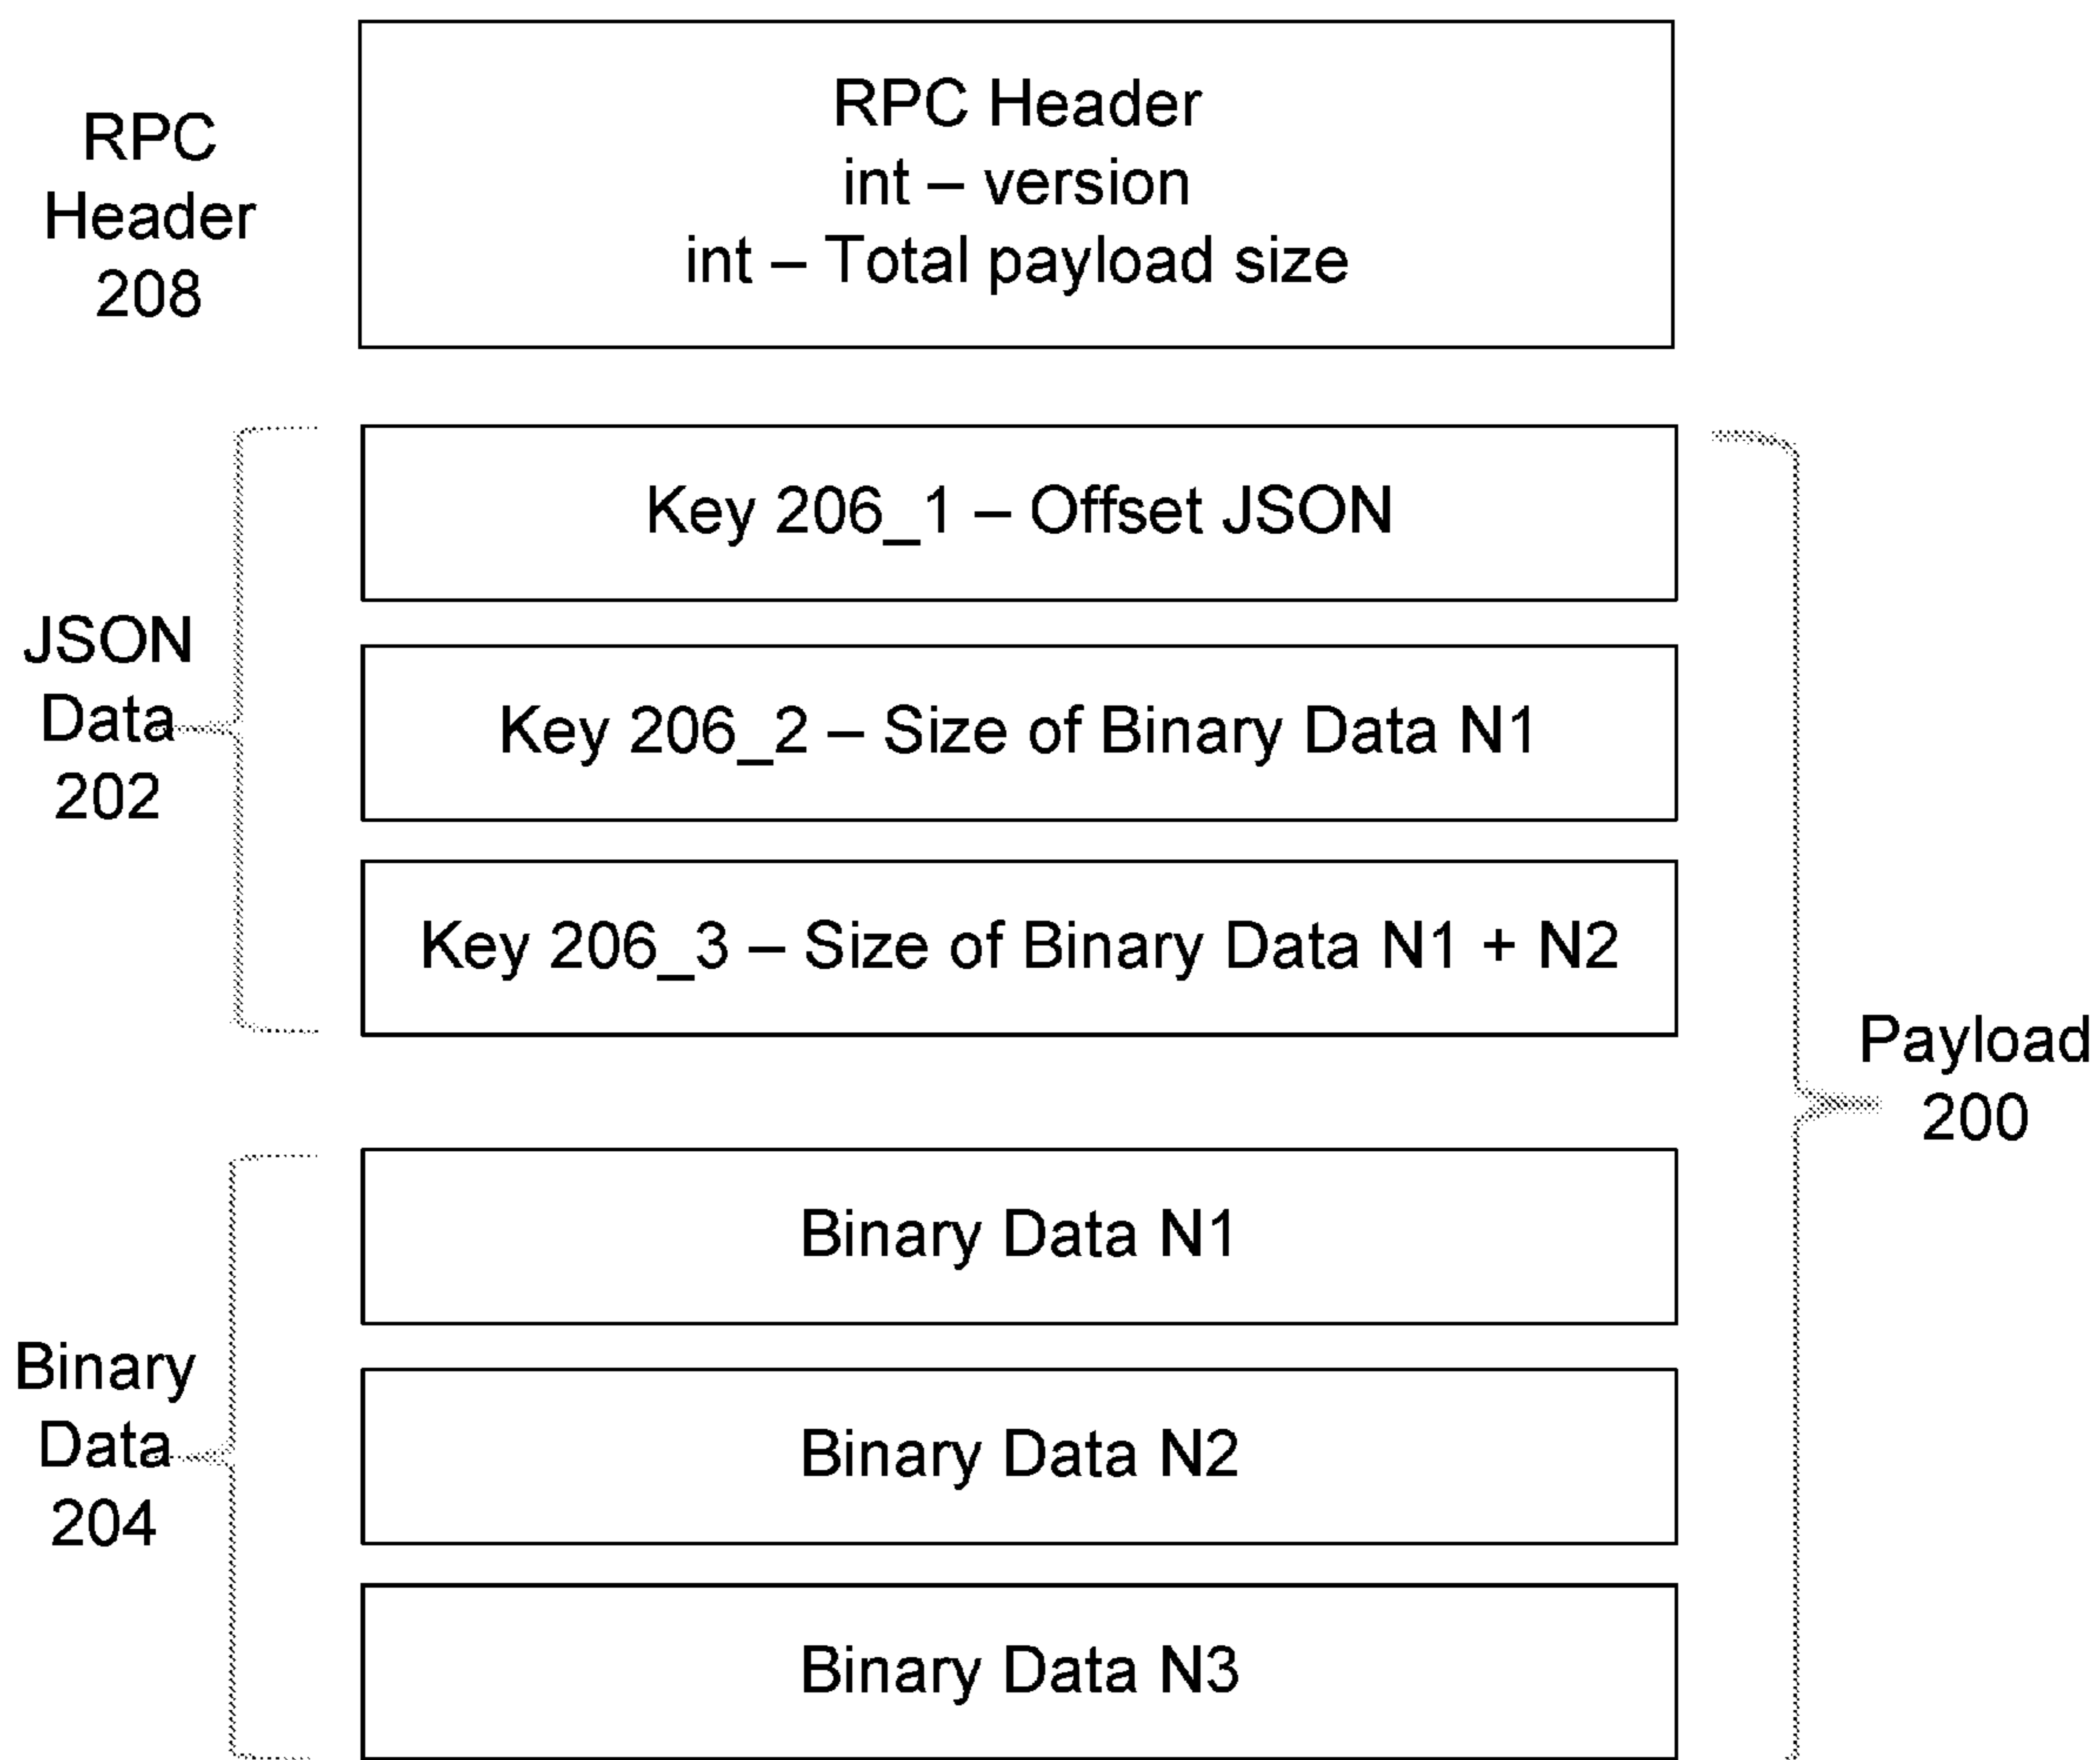 RPC
Header
208
RPC Header
int – version
int – Total payload size
JSON
Data
202
Key 206_1 – Offset JSON
Key 206_2 – Size of Binary Data N1
Key 206_3 – Size of Binary Data N1 + N2
Payload
200
Binary
Data
204
Binary Data N1
Binary Data N2
Binary Data N3